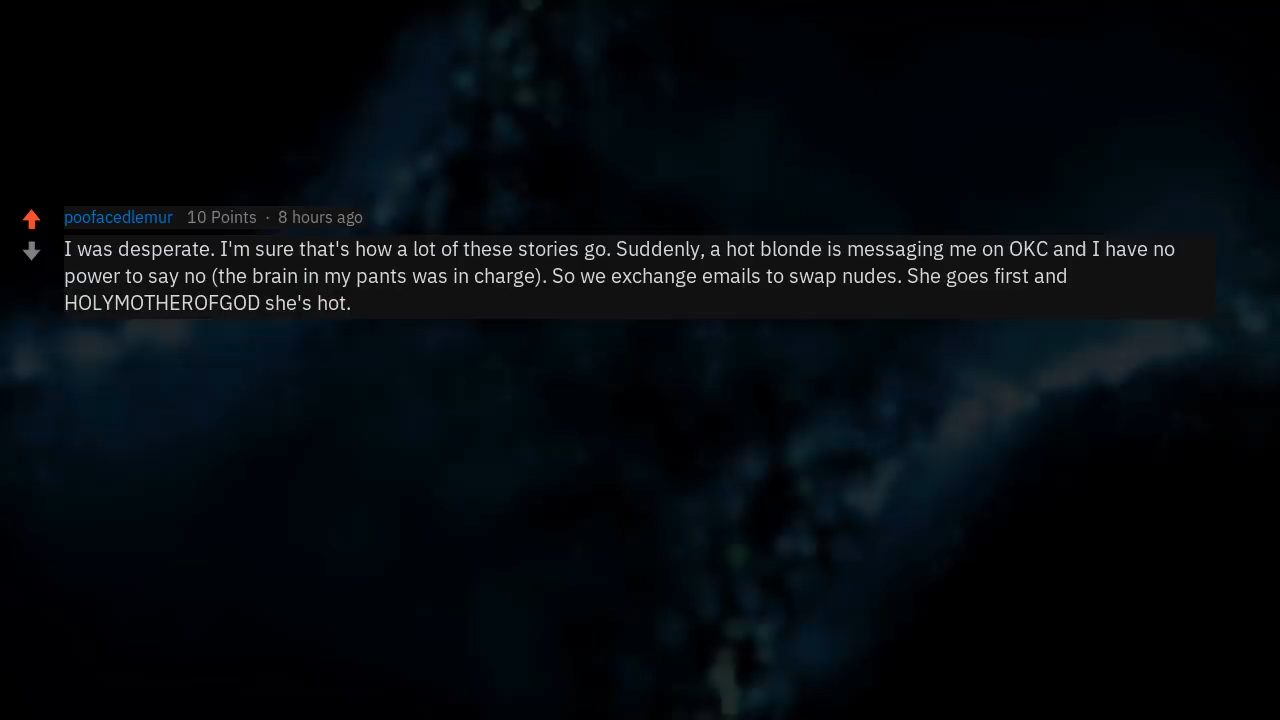 poofacedlemur 10 Points · 8 hours ago
I was desperate. I'm sure that's how a lot of these stories go. Suddenly, a hot blonde is messaging me on OKC and I have no
power to say no (the brain in my pants was in charge). So we exchange emails to swap nudes. She goes first and
HOLYMOTHEROFGOD she's hot.